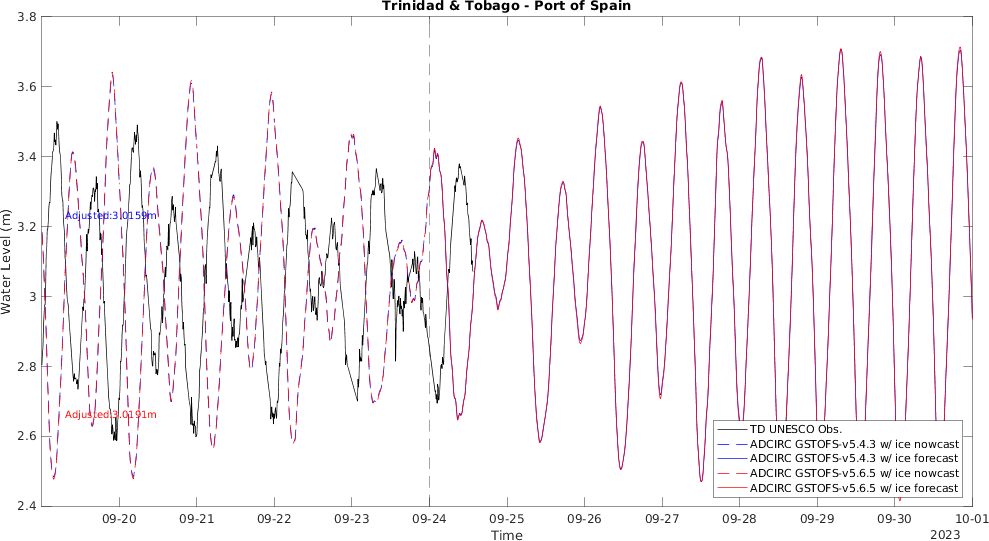 Trinidad & Tobago - Port of Spain
3.8
3.6
3.4
3.2
3
2.8
2.6
2.4
Water Level (m)
Adjusted:3.0159m
Adjusted:3.0191m
TD UNESCO Obs.
ADCIRC GSTOFS-v5.4.3 w/ ice nowcast
ADCIRC GSTOFS-v5.4.3 w/ ice forecast
ADCIRC GSTOFS-v5.6.5 w/ ice nowcast
ADCIRC GSTOFS-v5.6.5 w/ ice forecast
09-20 09-21 09-22 09-23 09-24 09-25 09-26 09-27 09-28 09-29 09-30 10-01
Time
2023